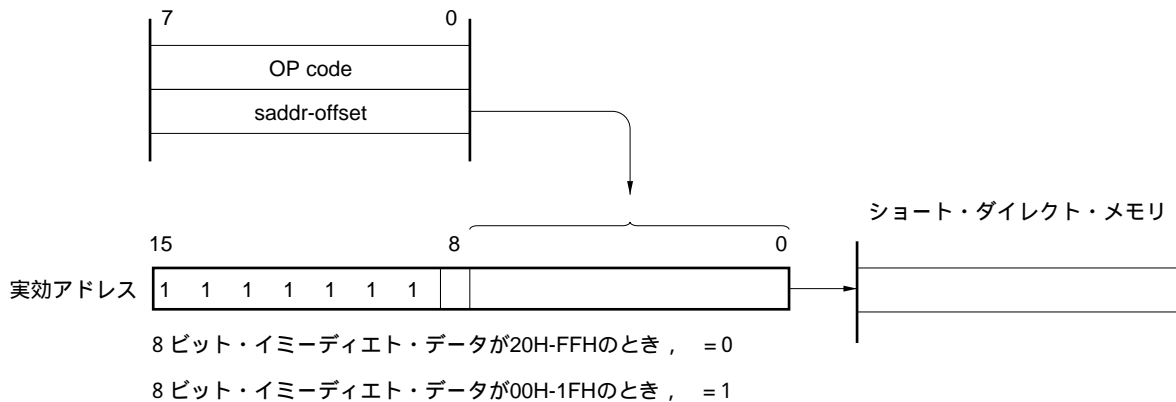 7 0
OP code
saddr-offset
ショート・ダイレクト・メモリ
15 8 0
実効アドレス 1 1 1 1 1 1 1
8 ビット・イミーディエト・データが20H-FFHのとき， =0
8 ビット・イミーディエト・データが00H-1FHのとき， =1